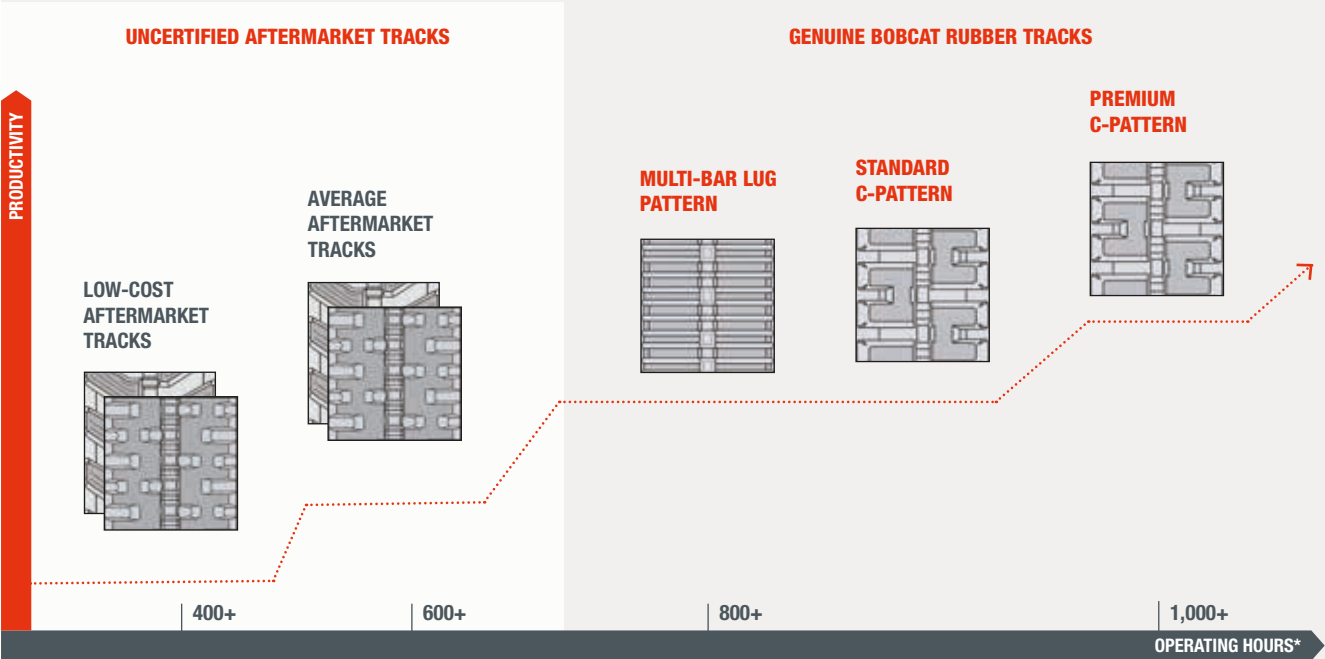 UNCERTIFIED AFTERMARKET TRACKS
GENUINE BOBCAT RUBBER TRACKS
PRODUCTIVITY
LOW-COST
AFTERMARKET
TRACKS
AVERAGE
AFTERMARKET
TRACKS
MULTI-BAR LUG
PATTERN
STANDARD
C-PATTERN
PREMIUM
C-PATTERN
400+
600+
800+
1,000+
OPERATING HOURS*